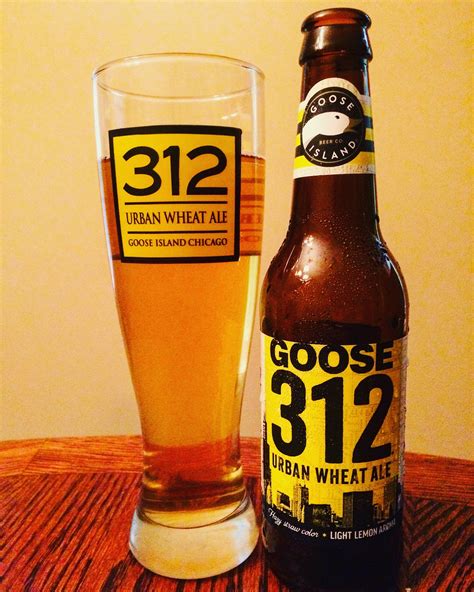 312
URBAN WHEAT ALE
GOOSE ISLAND CHICAGO
GOOSE
BEER CO.
ISLAND
GOOSE
312
URBAN WHEAT ALE
Hazy straw color • LIGHT LEMON AROMA